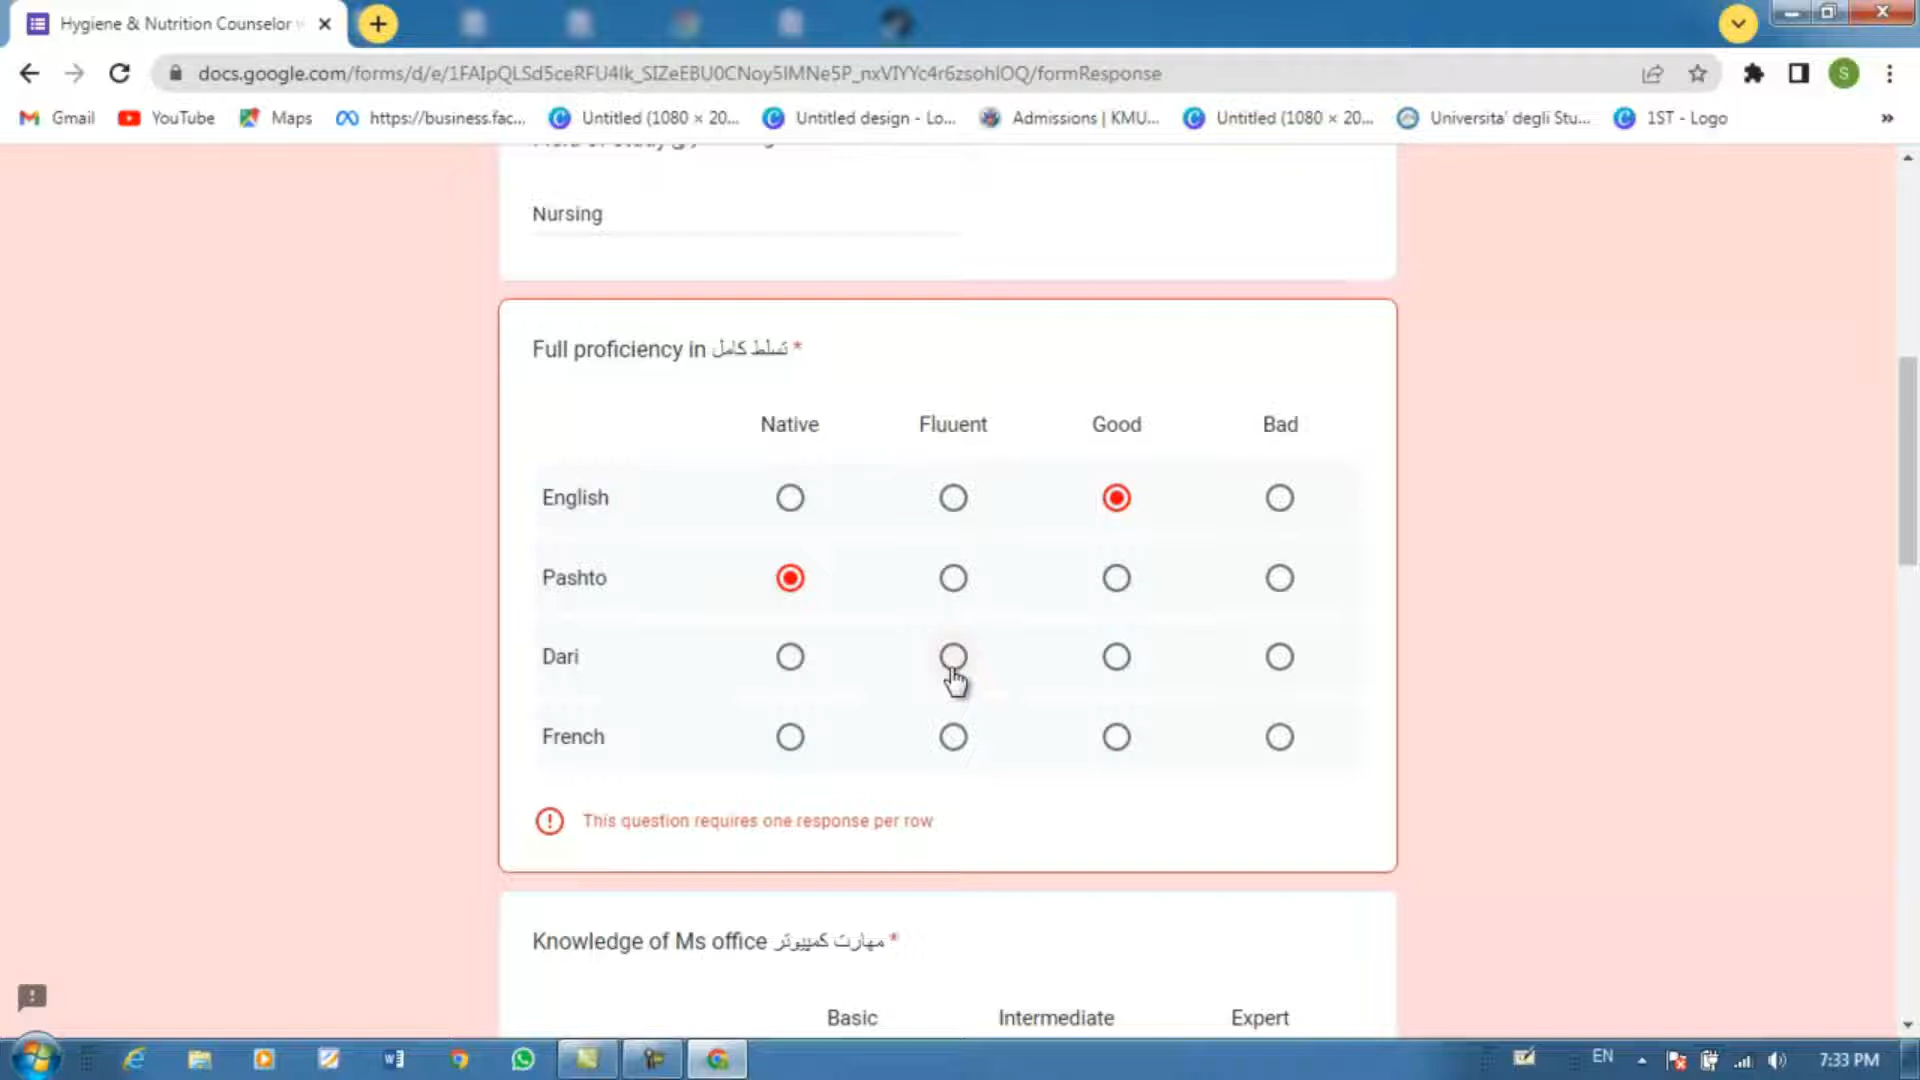 Hygiene & Nutrition Counselor
docs.google.com/forms/d/e/1FAIpQLSd5ceRFU4lk_SIZeEBU0CNoy5IMNe5P_nxVIYYc4r6zsohlOQ/formResponse
S
Gmail
YouTube
Maps
https://business.fac...
Untitled (1080 × 20...
Untitled design - Lo...
Admissions | KMU...
Untitled (1080 × 20...
Universita' degli Stu...
1ST - Logo
»
Nursing
Full proficiency in تسلط کامل *
Native Fluuent Good Bad
English
Pashto
Dari
French
This question requires one response per row
Knowledge of Ms office مهارت کمپیوتر *
Basic Intermediate Expert
EN
7:33 PM